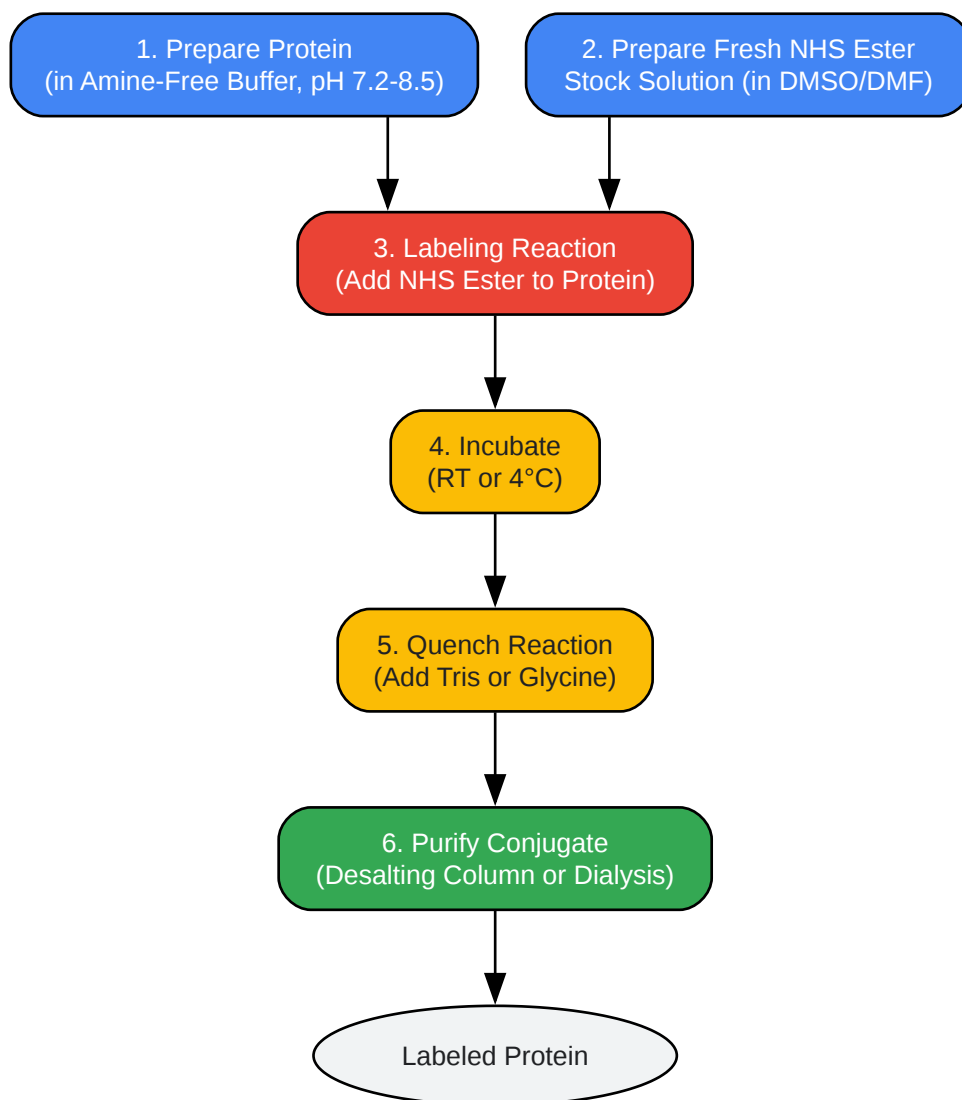 1. Prepare Protein
(in Amine-Free Buffer, pH 7.2-8.5)
2. Prepare Fresh NHS Ester
Stock Solution (in DMSO/DMF)
3. Labeling Reaction
(Add NHS Ester to Protein)
4. Incubate
(RT or 4°C)
5. Quench Reaction
(Add Tris or Glycine)
6. Purify Conjugate
(Desalting Column or Dialysis)
Labeled Protein